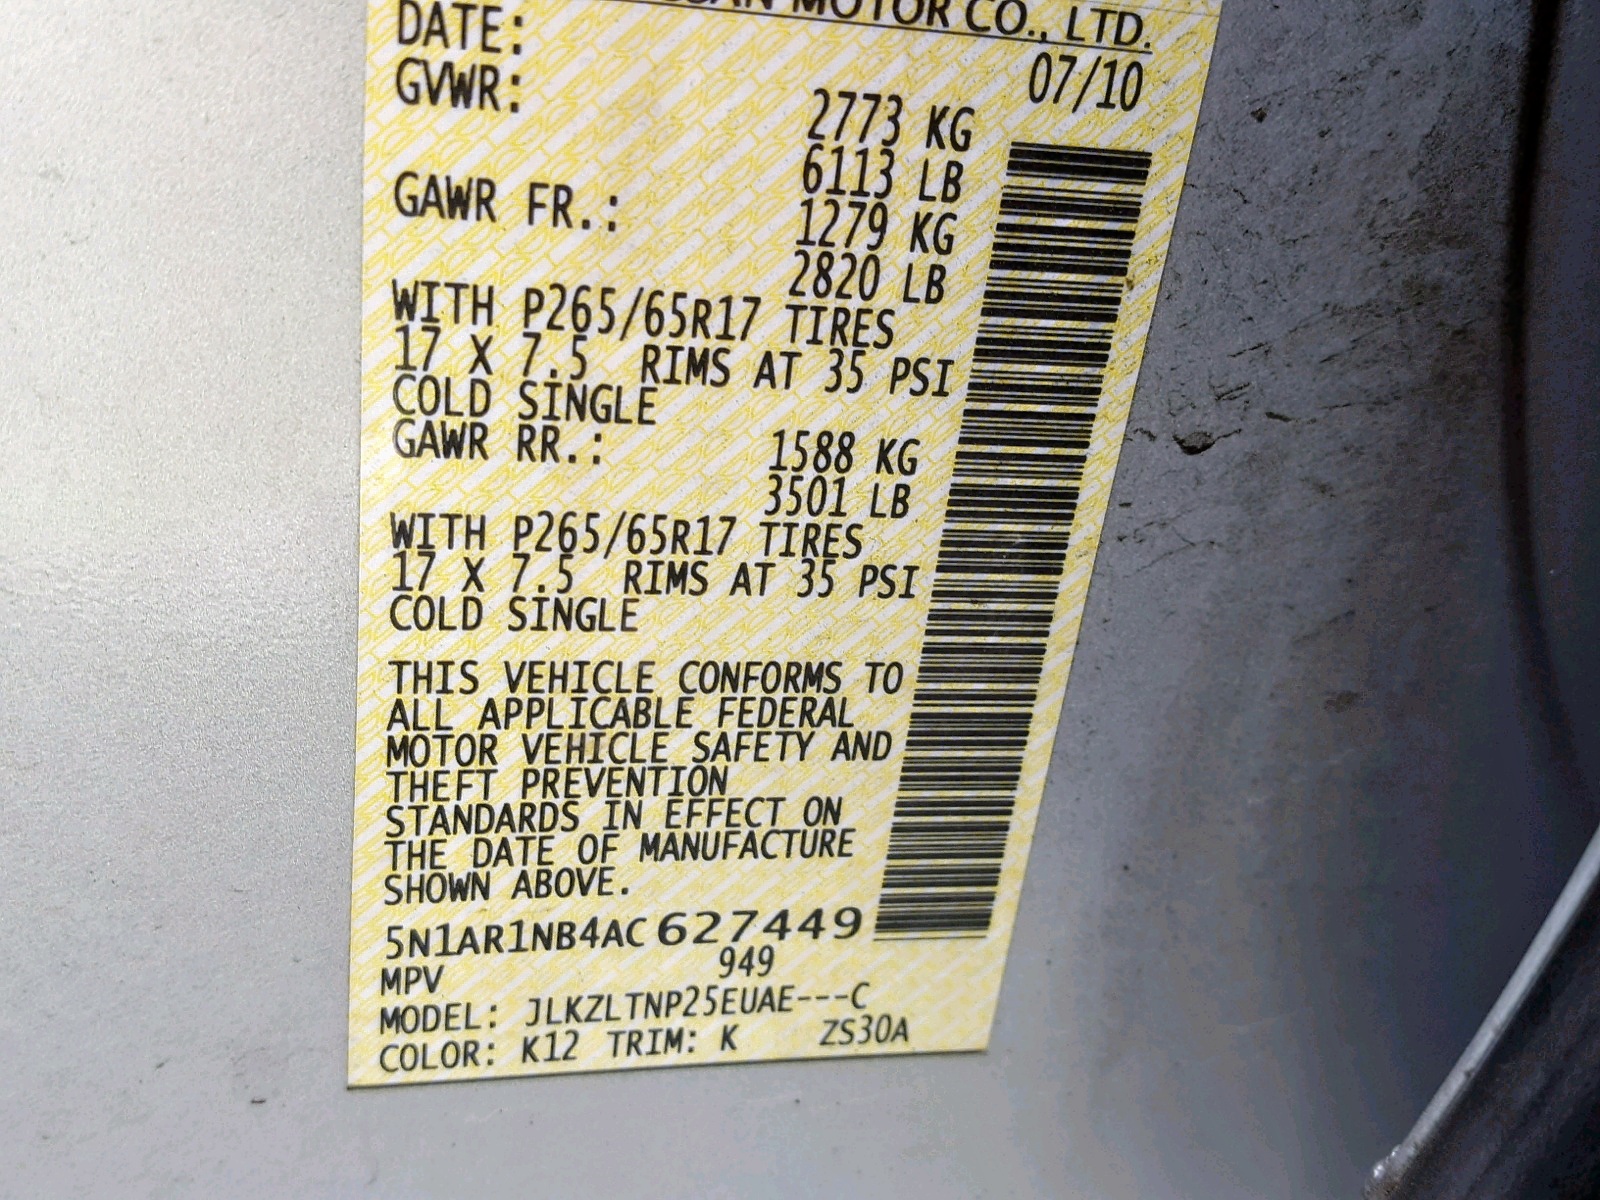 MOTOR CO., LTD.
DATE: 07/10
GVWR: 2773 KG
6113 LB
GAWR FR.: 1279 KG
2820 LB
WITH P265/65R17 TIRES
17 X 7.5 RIMS AT 35 PSI
COLD SINGLE
GAWR RR.: 1588 KG
3501 LB
WITH P265/65R17 TIRES
17 X 7.5 RIMS AT 35 PSI
COLD SINGLE
THIS VEHICLE CONFORMS TO
ALL APPLICABLE FEDERAL
MOTOR VEHICLE SAFETY AND
THEFT PREVENTION
STANDARDS IN EFFECT ON
THE DATE OF MANUFACTURE
SHOWN ABOVE.
5N1AR1NB4AC627449
MPV 949
MODEL: JLKZLTNP25EUAE---C
COLOR: K12 TRIM: K ZS30A